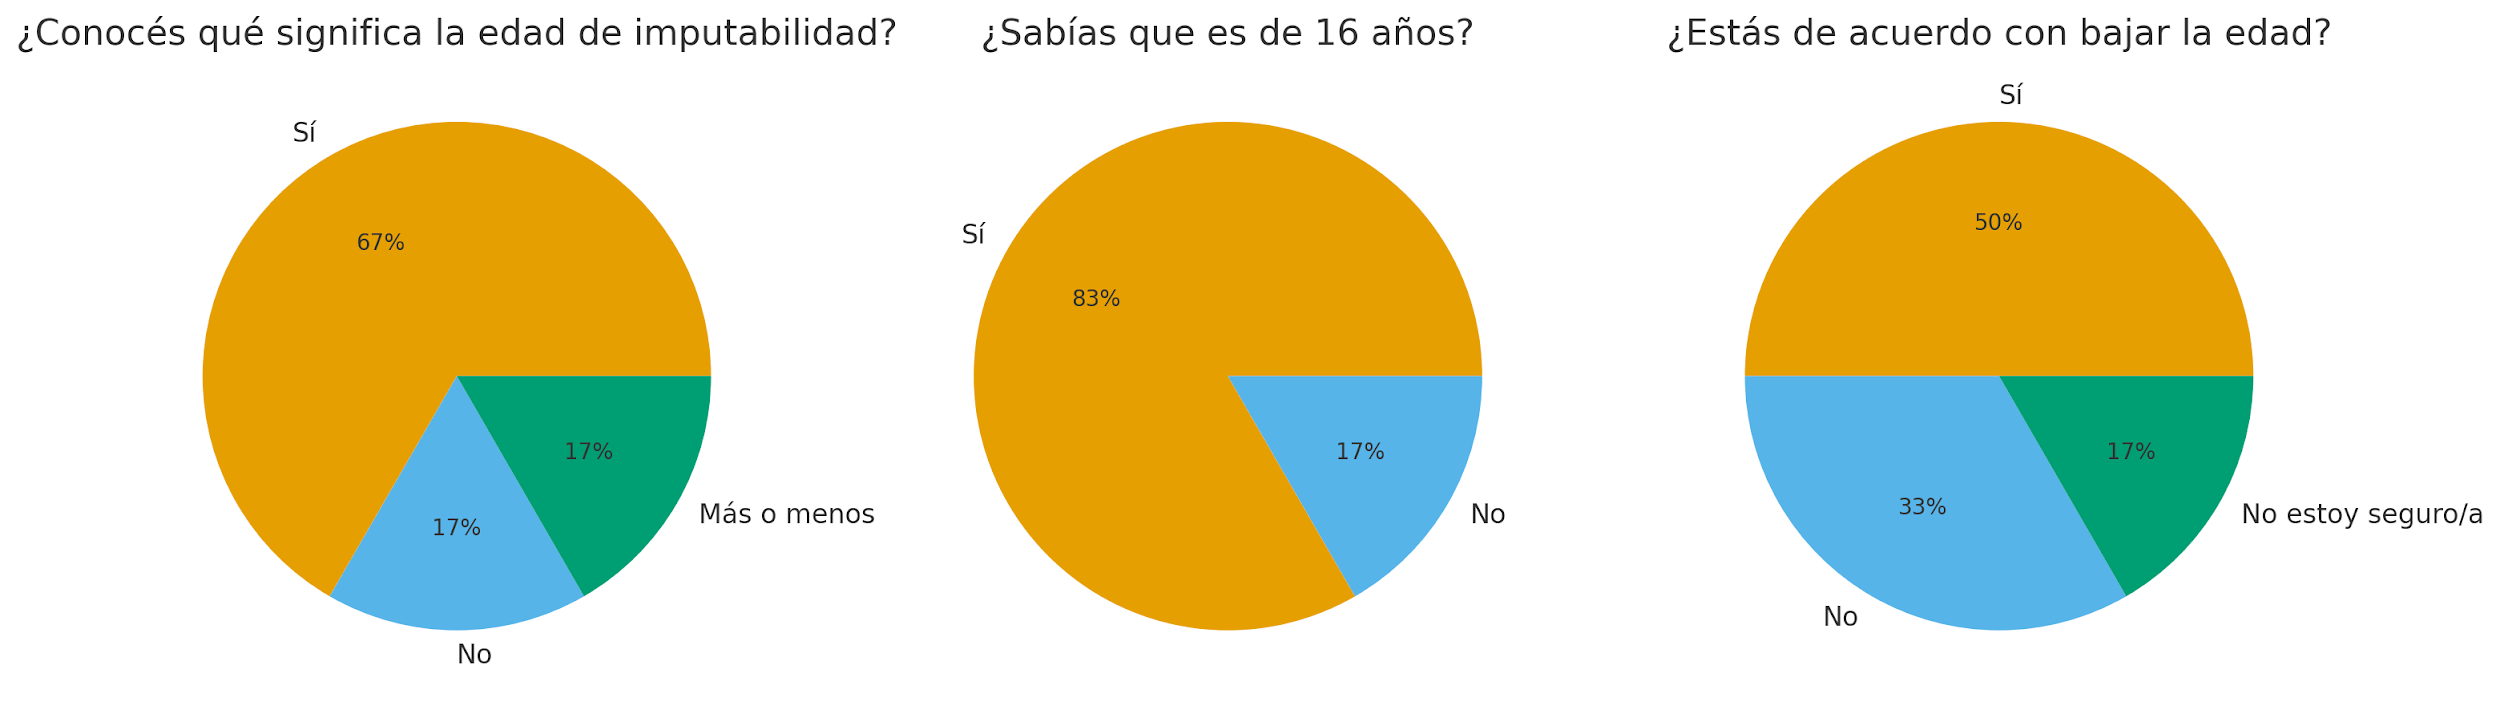 ¿Conocés qué significa la edad de imputabilidad?
Sí
67%
17%
17%
Más o menos
No
¿Sabías que es de 16 años?
Sí
83%
17%
No
¿Estás de acuerdo con bajar la edad?
Sí
50%
17%
33%
No estoy seguro/a
No